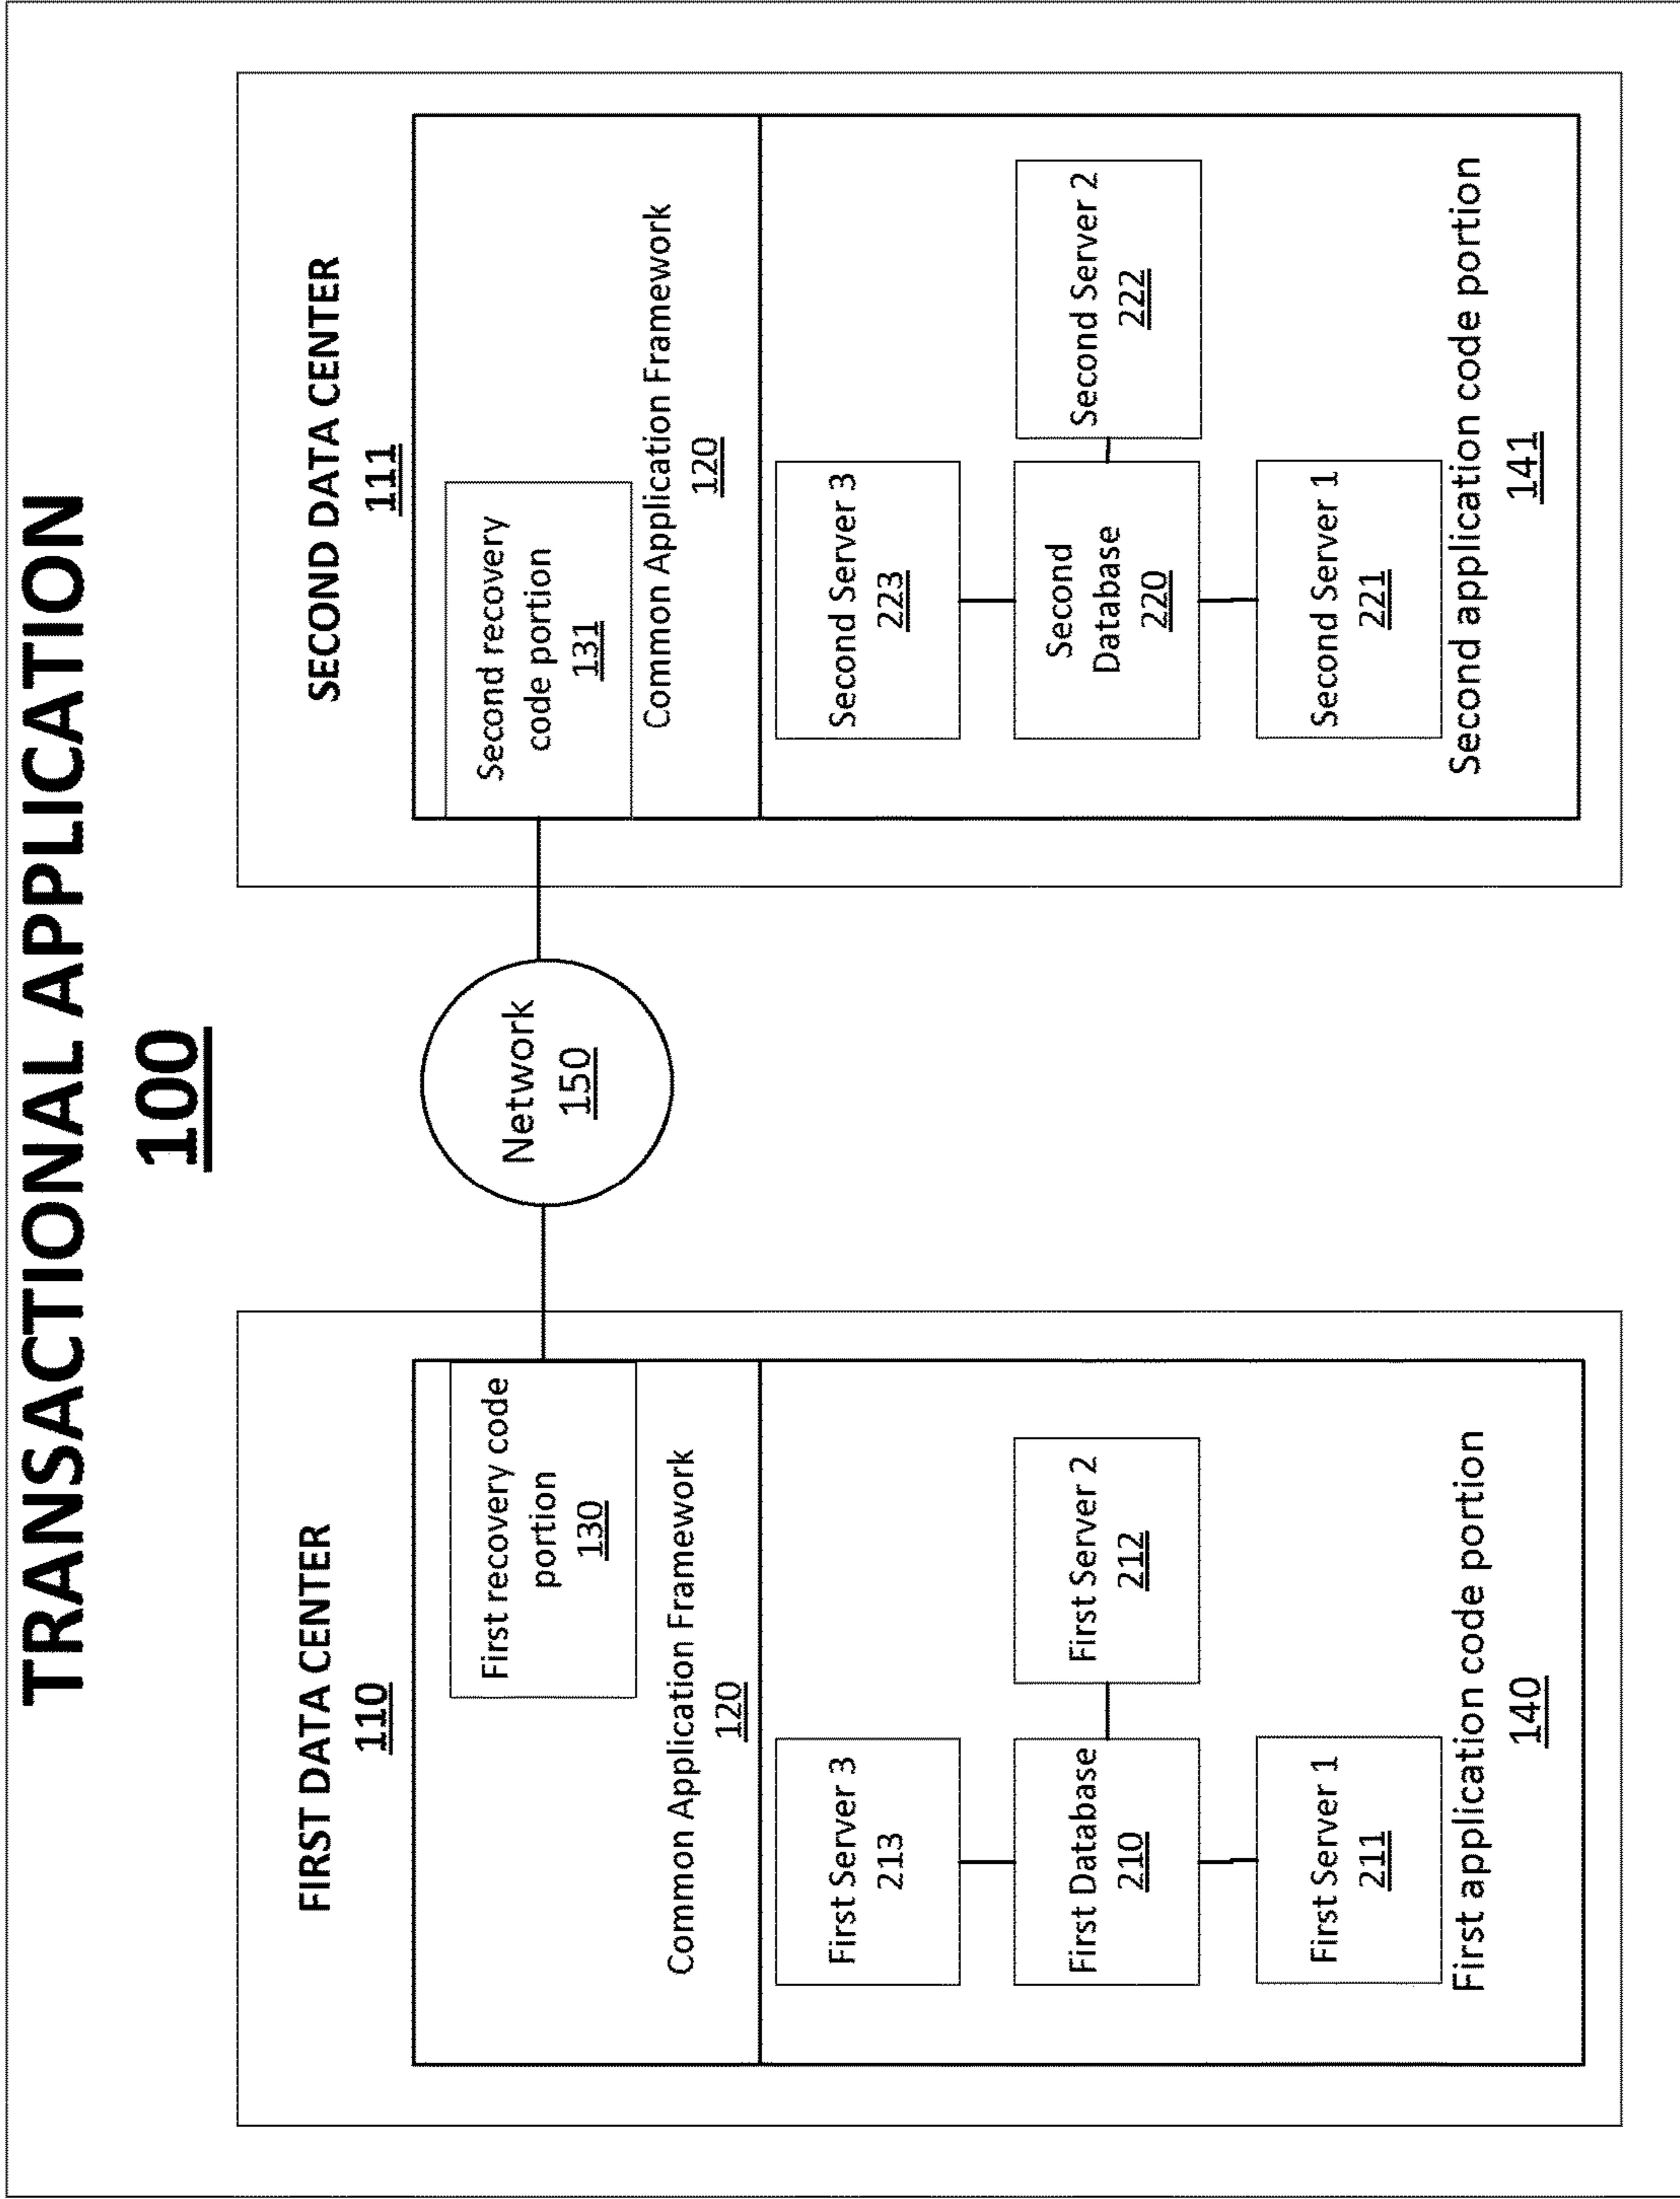 TRANSACTIONAL APPLICATION
100
FIRST DATA CENTER
110
First recovery code
portion
130
Common Application Framework
120
First Server 3
213
First Database
210
First Server 2
212
First Server 1
211
First application code portion
140
Network
150
SECOND DATA CENTER
111
Second recovery
code portion
131
Common Application Framework
120
Second Server 3
223
Second
Database
220
Second Server 2
222
Second Server 1
221
Second application code portion
141